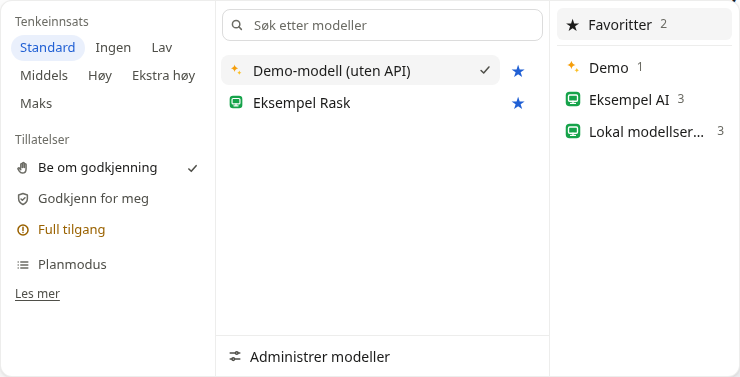 Tenkeinnsats
Standard Ingen Lav
Middels Høy Ekstra høy
Maks
Tillatelser
Be om godkjenning
Godkjenn for meg
Full tilgang
Planmodus
Les mer
Søk etter modeller
Demo-modell (uten API)
Eksempel Rask
Administrer modeller
Favoritter 2
Demo 1
Eksempel AI 3
Lokal modellser... 3